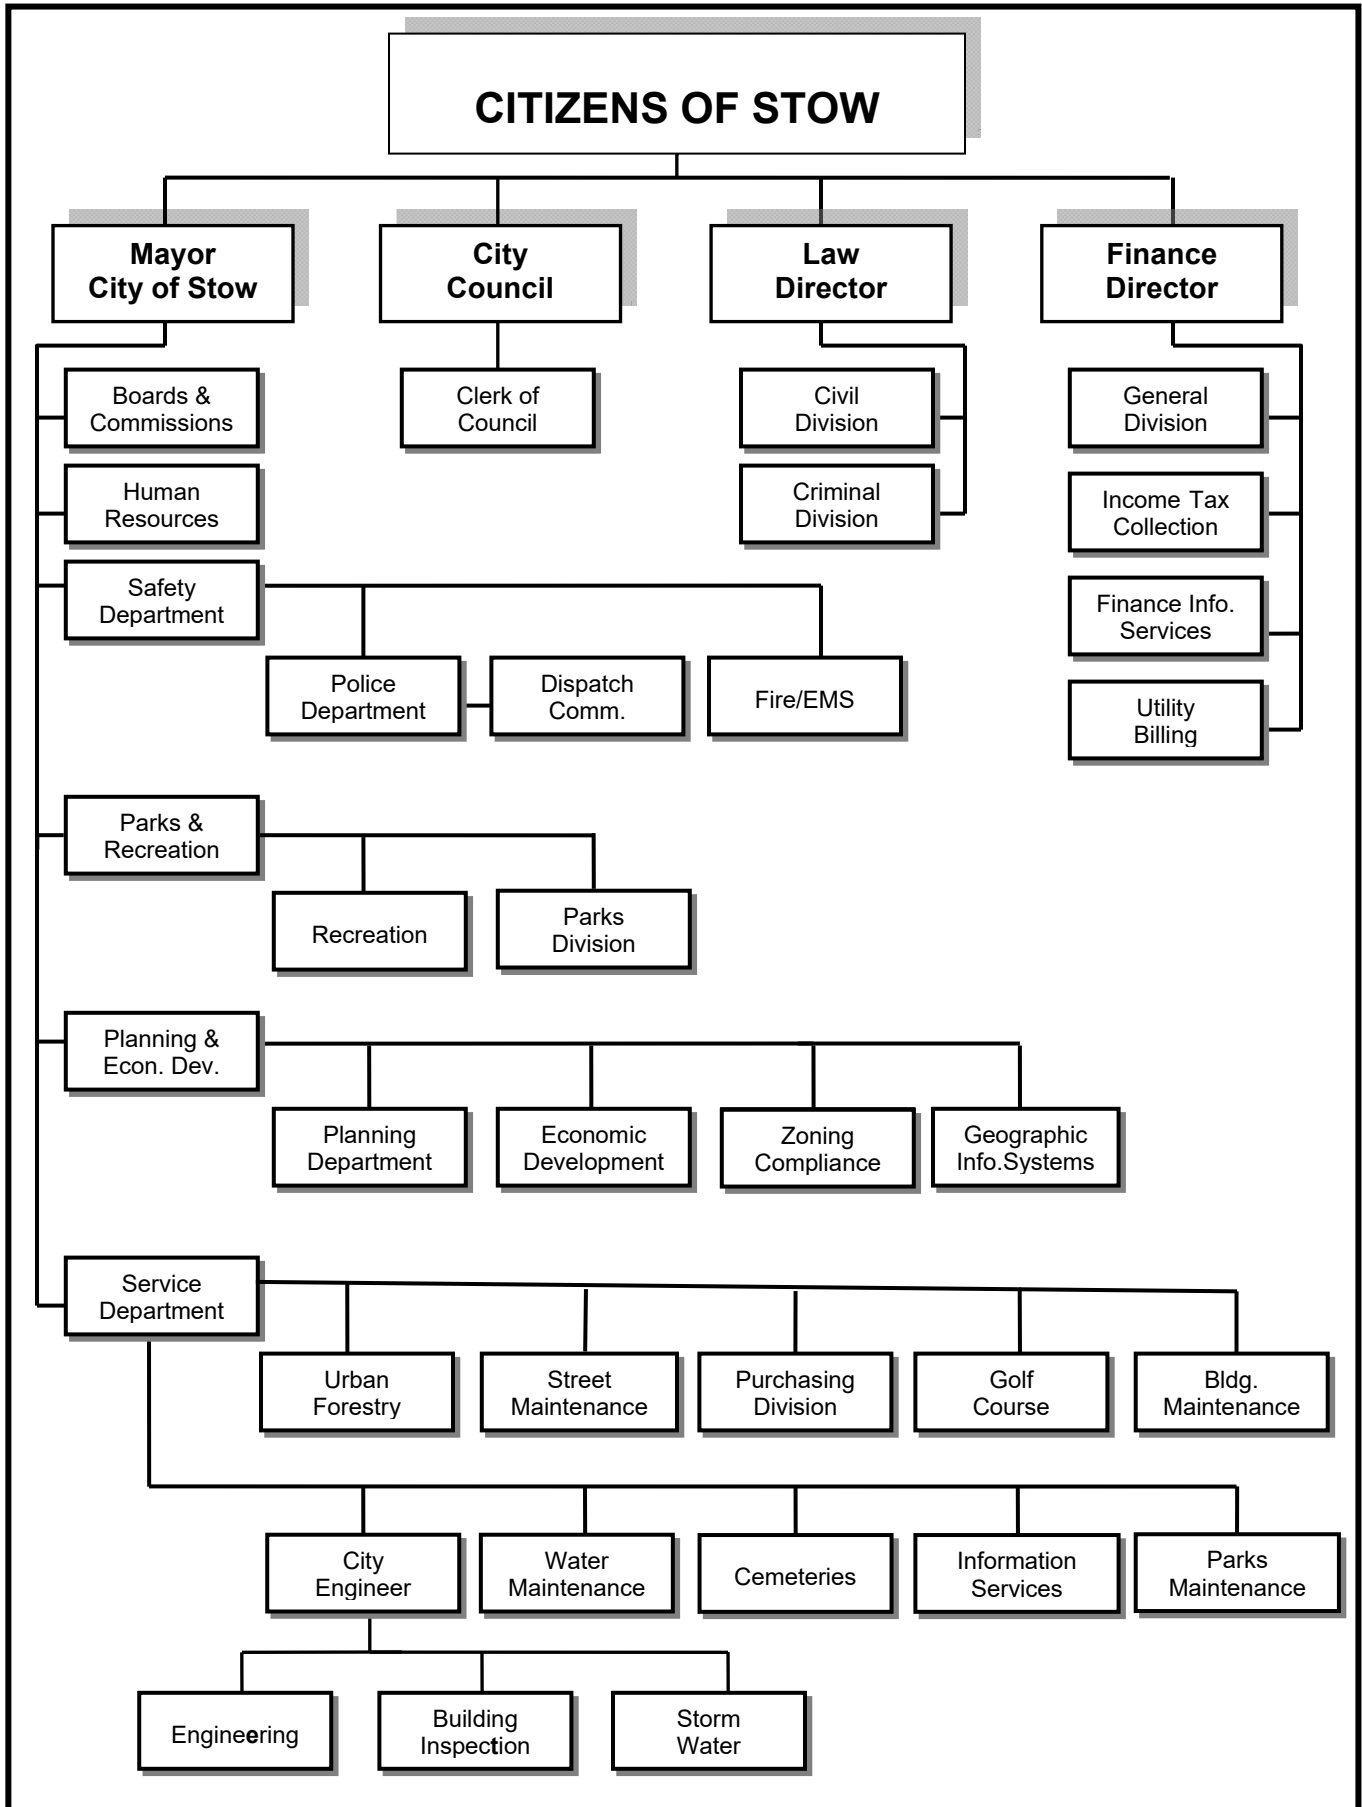 CITIZENS OF STOW
Mayor
City of Stow
City
Council
Law
Director
Finance
Director
Boards &
Commissions
Clerk of
Council
Civil
Division
General
Division
Human
Resources
Criminal
Division
Income Tax
Collection
Safety
Department
Finance Info.
Services
Police
Department
Dispatch
Comm.
Fire/EMS
Utility
Billing
Parks &
Recreation
Recreation
Parks
Division
Planning &
Econ. Dev.
Planning
Department
Economic
Development
Zoning
Compliance
Geographic
Info.Systems
Service
Department
Urban
Forestry
Street
Maintenance
Purchasing
Division
Golf
Course
Bldg.
Maintenance
City
Engineer
Water
Maintenance
Cemeteries
Information
Services
Parks
Maintenance
Engineering
Building
Inspection
Storm
Water